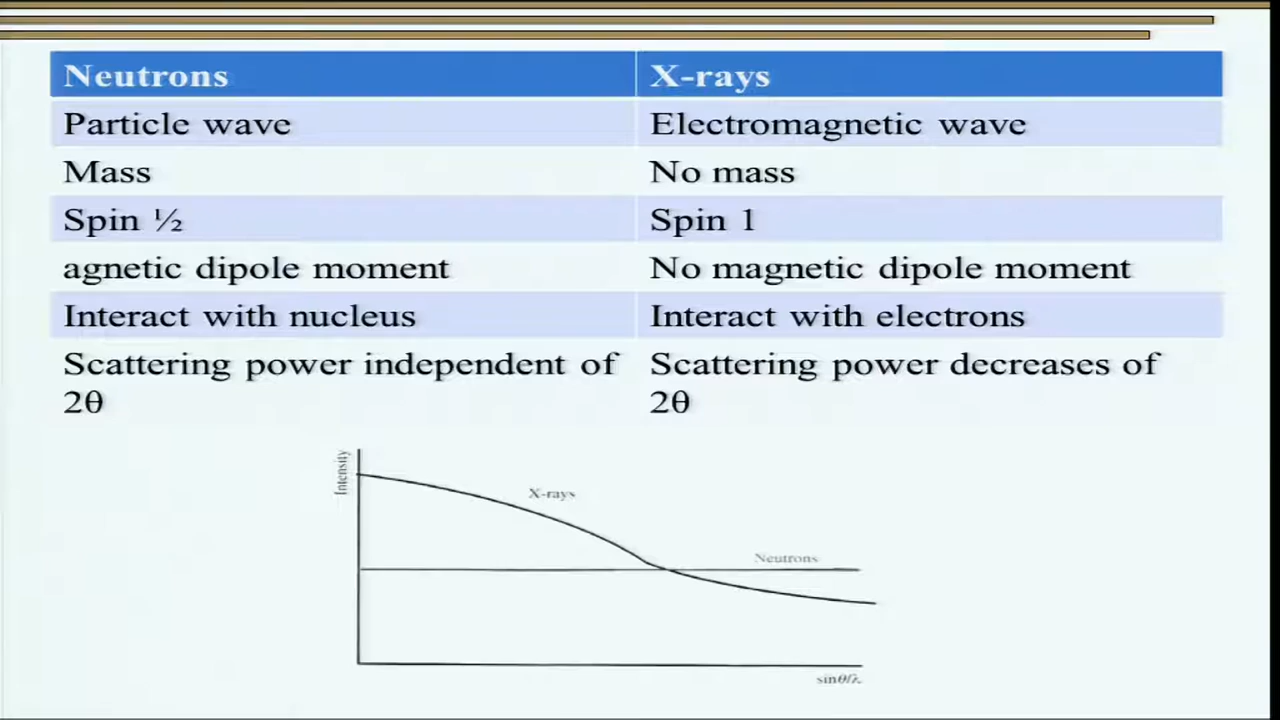 Neutrons X-rays
Particle wave Electromagnetic wave
Mass No mass
Spin ½ Spin 1
agnetic dipole moment No magnetic dipole moment
Interact with nucleus Interact with electrons
Scattering power independent of Scattering power decreases of
2θ 2θ
Intensity
X-rays
Neutrons
sinθ/λ